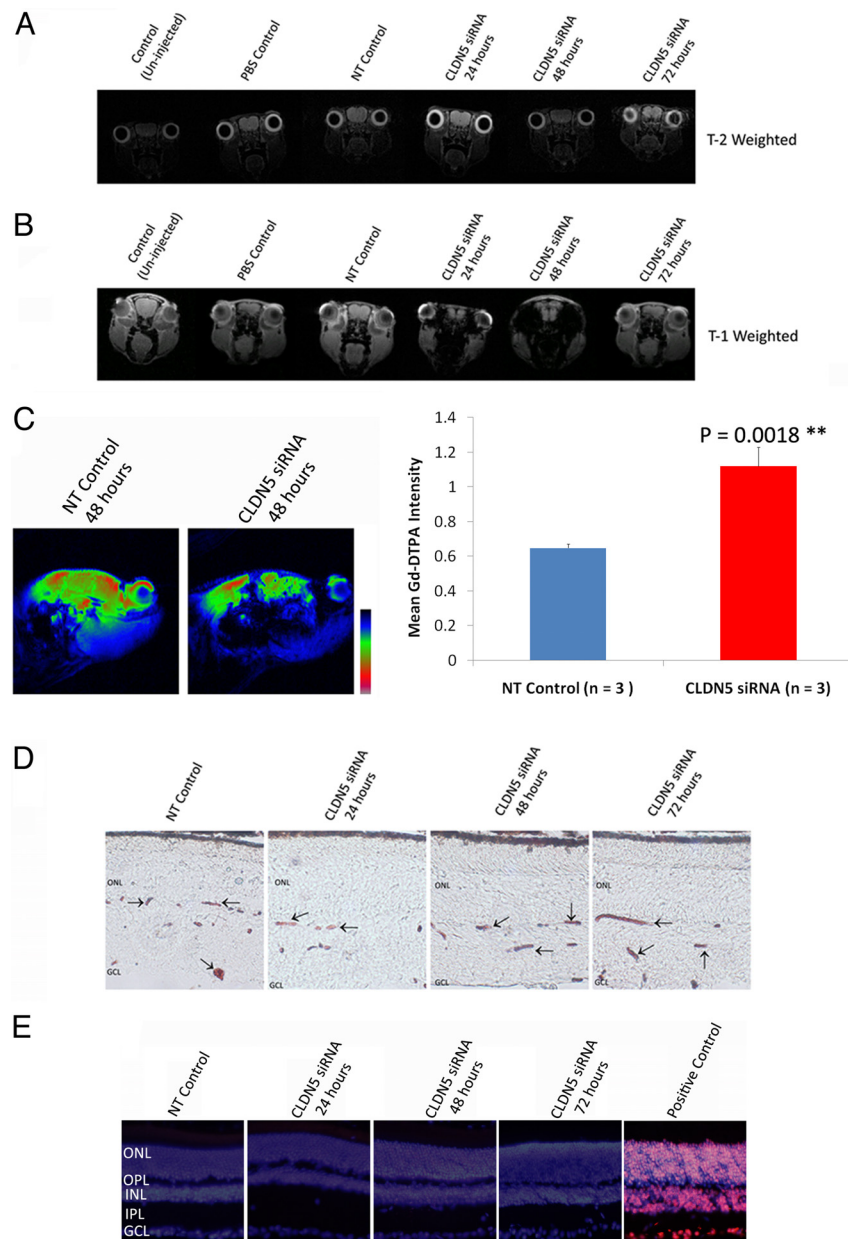 A
Control
(Un-injected)
PBS Control
NT Control
CLDN5 siRNA
24 hours
CLDN5 siRNA
48 hours
CLDN5 siRNA
72 hours
T-2 Weighted
B
Control
(Un-injected)
PBS Control
NT Control
CLDN5 siRNA
24 hours
CLDN5 siRNA
48 hours
CLDN5 siRNA
72 hours
T-1 Weighted
C
NT Control
48 hours
CLDN5 siRNA
48 hours
Mean Gd-DTPA Intensity
1.4
1.2
1
0.8
0.6
0.4
0.2
0
P = 0.0018 **
NT Control (n = 3 )
CLDN5 siRNA (n = 3)
D
NT Control
CLDN5 siRNA
24 hours
CLDN5 siRNA
48 hours
CLDN5 siRNA
72 hours
ONL
ONL
ONL
ONL
GCL
GCL
GCL
GCL
E
NT Control
CLDN5 siRNA
24 hours
CLDN5 siRNA
48 hours
CLDN5 siRNA
72 hours
Positive Control
ONL
OPL
INL
IPL
GCL